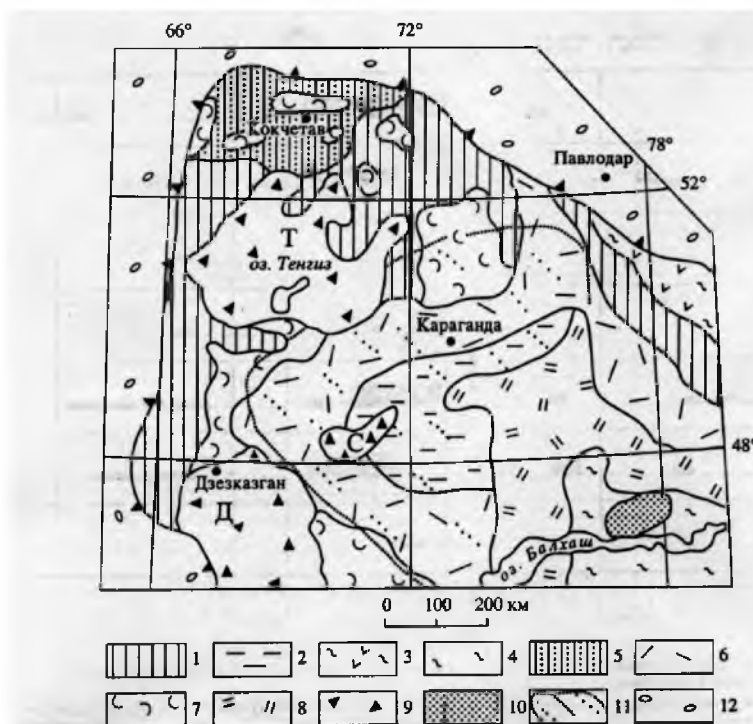 66° 72°
Кокчетав
78°
Павлодар
52°
Т
оз. Тенгиз
Караганда
С
48°
Дзезказган
Д
оз. Балхаш
0 100 200 км
1 2 3 4 5 6
7 8 9 10 11 12